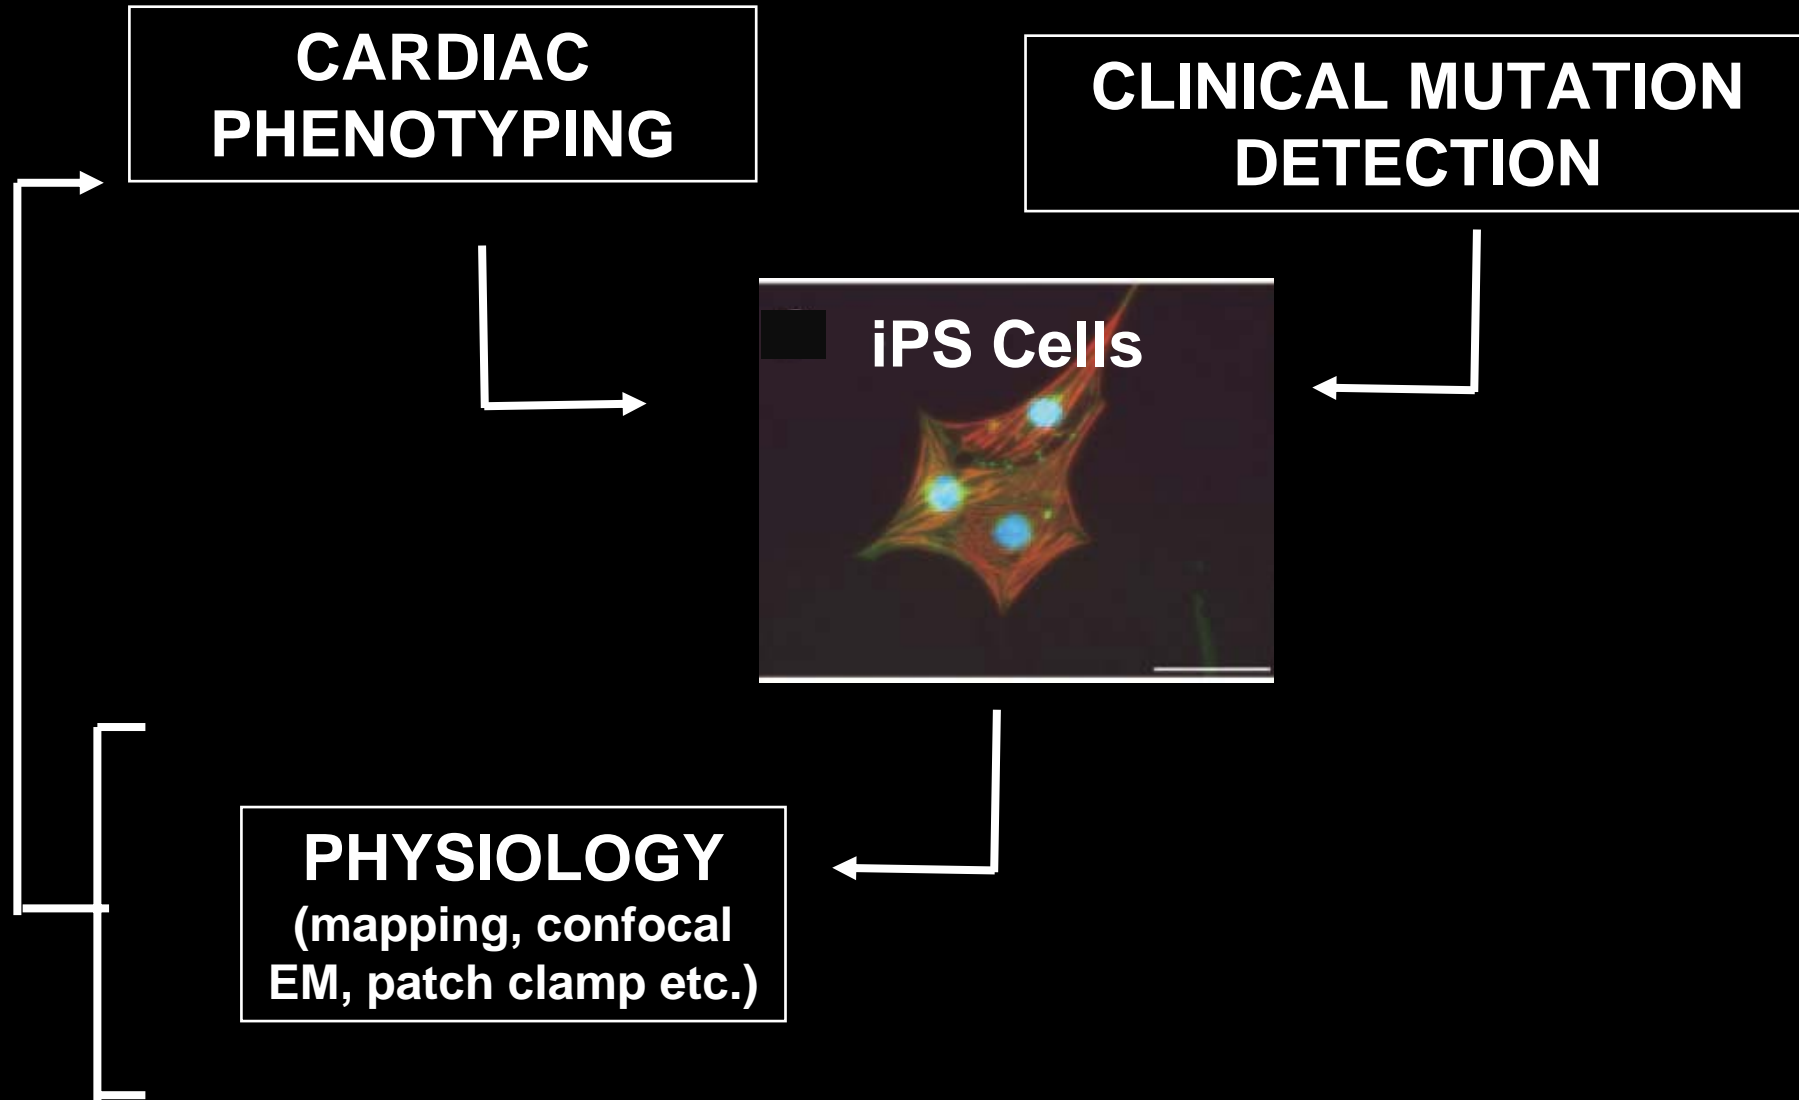 CARDIAC
PHENOTYPING
CLINICAL MUTATION
DETECTION
iPS Cells
PHYSIOLOGY
(mapping, confocal
EM, patch clamp etc.)